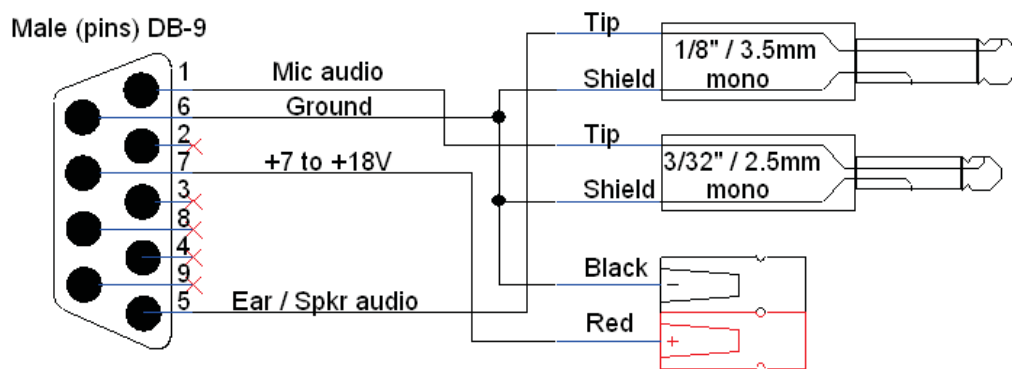 Male (pins) DB-9
1
Mic audio
6
Ground
2
7
+7 to +18V
3
8
4
9
5
Ear / Spkr audio
Tip
1/8" / 3.5mm
mono
Shield
Tip
3/32" / 2.5mm
mono
Shield
Black
−
Red
+